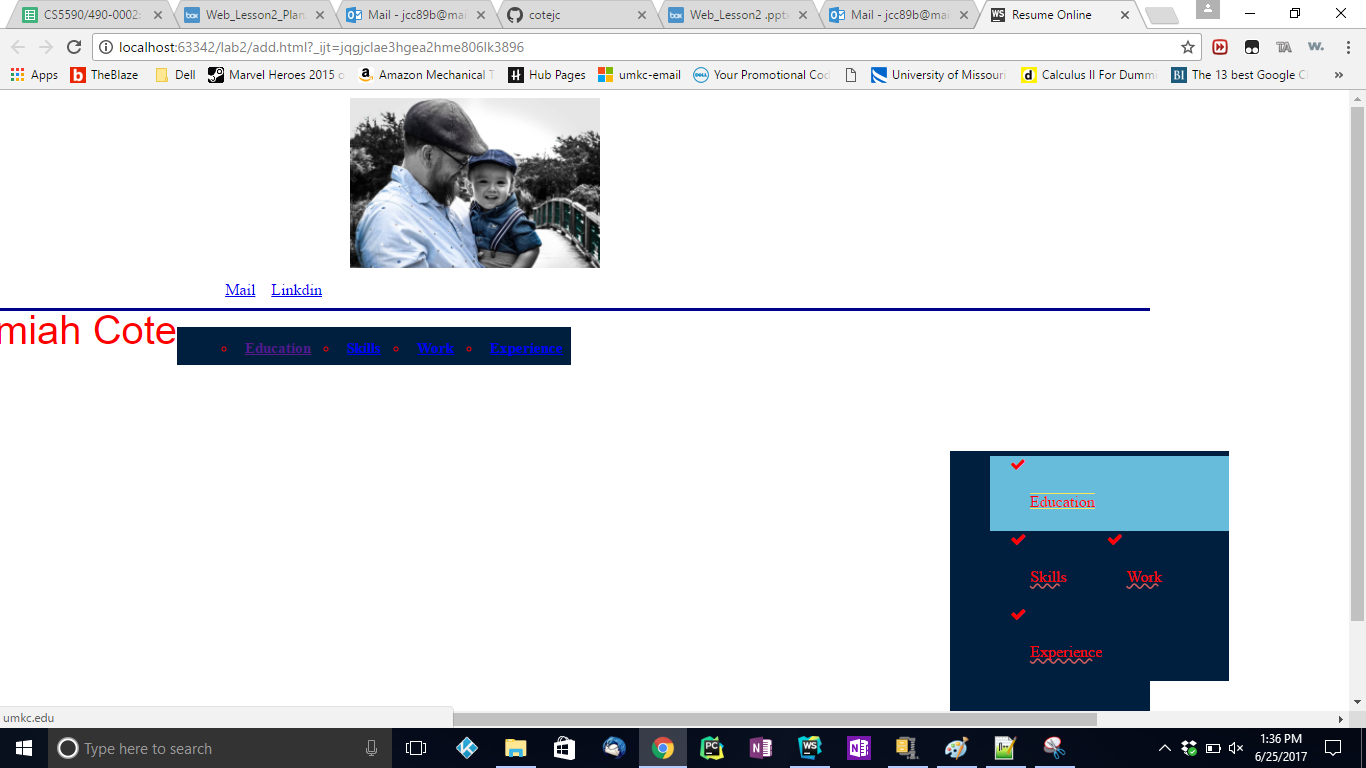 CS5590/490-0002:
Web_Lesson2_Plan.
Mail - jcc89b@mai
cotejc
Web_Lesson2 .pptx
Mail - jcc89b@mai
Resume Online
localhost:63342/lab2/add.html?_ijt=jqgjclae3hgea2hme806lk3896
Apps
TheBlaze
Dell
Marvel Heroes 2015 o
Amazon Mechanical T
Hub Pages
umkc-email
Your Promotional Cod
University of Missouri
Calculus II For Dummi
The 13 best Google C
Mail Linkdin
miah Cote
Education Skills Work Experience
Education
Skills Work
Experience
umkc.edu
Type here to search
1:36 PM
6/25/2017